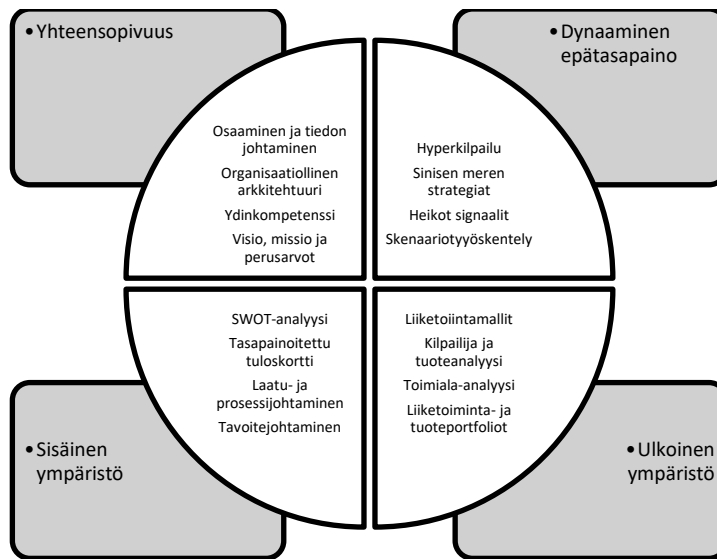 • Yhteensopivuus
• Dynaaminen
epätasapaino
Osaaminen ja tiedon
johtaminen
Organisaatiollinen
arkkitehtuuri
Ydinkompetenssi
Visio, missio ja
perusarvot
Hyperkilpailu
Sinisen meren
strategiat
Heikot signaalit
Skenaariotyyöskentely
SWOT-analyysi
Tasapainoitettu
tuloskortti
Laatu- ja
prosessijohtaminen
Tavoitejohtaminen
Liiketoiintamallit
Kilpailija ja
tuoteanalyysi
Toimiala-analyysi
Liiketoiminta- ja
tuoteportfoliot
• Sisäinen
ympäristö
• Ulkoinen
ympäristö